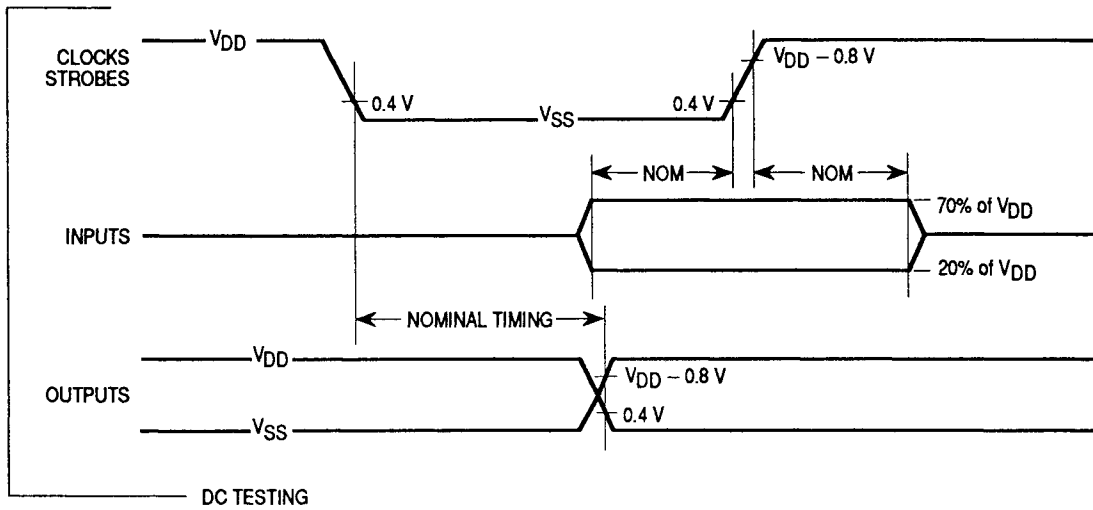 CLOCKS
STROBES
VDD
VDD – 0.8 V
0.4 V
VSS
0.4 V
NOM
NOM
INPUTS
70% of VDD
20% of VDD
NOMINAL TIMING
OUTPUTS
VDD
VDD – 0.8 V
0.4 V
VSS
DC TESTING